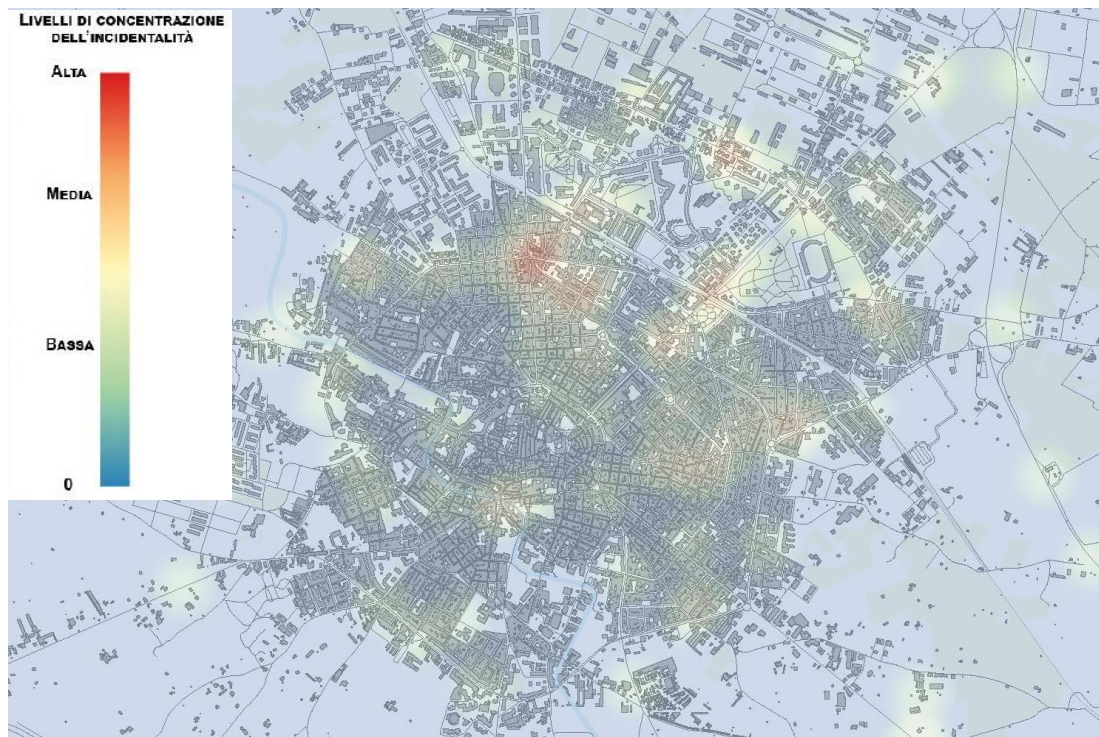 LIVELLI DI CONCENTRAZIONE
DELL'INCIDENTALITÀ
ALTA
MEDIA
BASSA
0